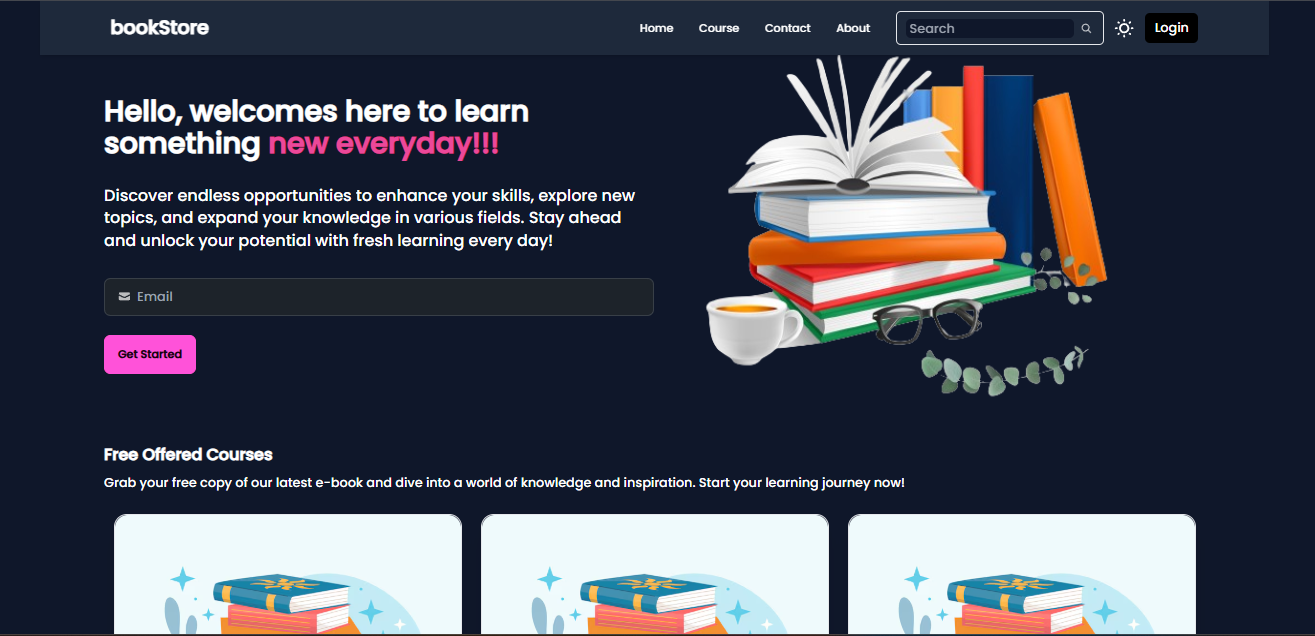 bookStore
Home Course Contact About Search Login
Hello, welcomes here to learn
something new everyday!!!
Discover endless opportunities to enhance your skills, explore new
topics, and expand your knowledge in various fields. Stay ahead
and unlock your potential with fresh learning every day!
Email
Get Started
Free Offered Courses
Grab your free copy of our latest e-book and dive into a world of knowledge and inspiration. Start your learning journey now!